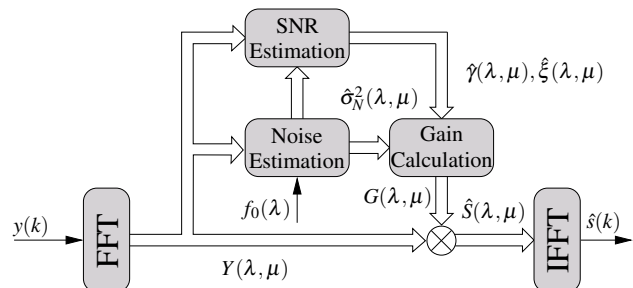 SNR
Estimation
γ̂(λ,μ), ξ̂(λ,μ)
σ̂²_N(λ,μ)
Noise
Estimation
Gain
Calculation
f₀(λ)
G(λ,μ)
Ŝ(λ,μ)
y(k)
FFT
IFFT
ŝ(k)
Y(λ,μ)